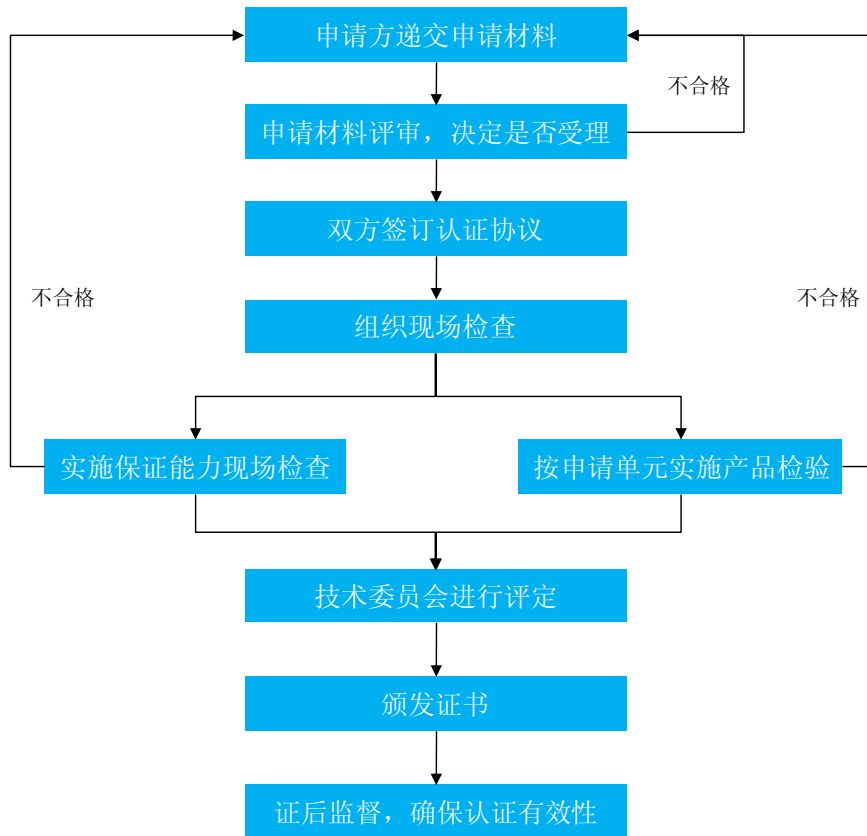 申请方递交申请材料
不合格
申请材料评审，决定是否受理
双方签订认证协议
不合格
不合格
组织现场检查
实施保证能力现场检查
按申请单元实施产品检验
技术委员会进行评定
颁发证书
证后监督，确保认证有效性